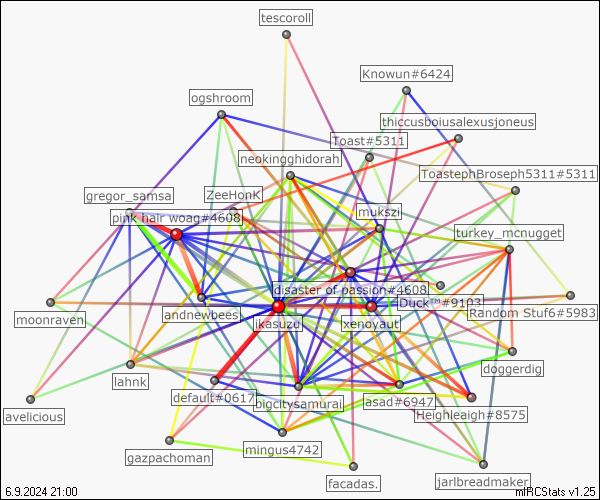 tescoroll
Knowun#6424
ogshroom
thiccusboiusalexusjoneus
Toast#5311
neokingghidorah
ToastephBroseph5311#5311
gregor_samsa
ZeeHonK
mukszi
pink hair woag#4608
turkey_mcnugget
disaster of passion#4608
Duck™#9103
moonraven
andnewbees
jikasuzu
xenoyaut
Random Stuf6#5983
lahnk
doggerdig
default#0617
bigcitysamurai
asad#6947
avelicious
Heighleaigh#8575
gazpachoman
mingus4742
facadas.
jarlbreadmaker
6.9.2024 21:00
mIRCStats v1.25